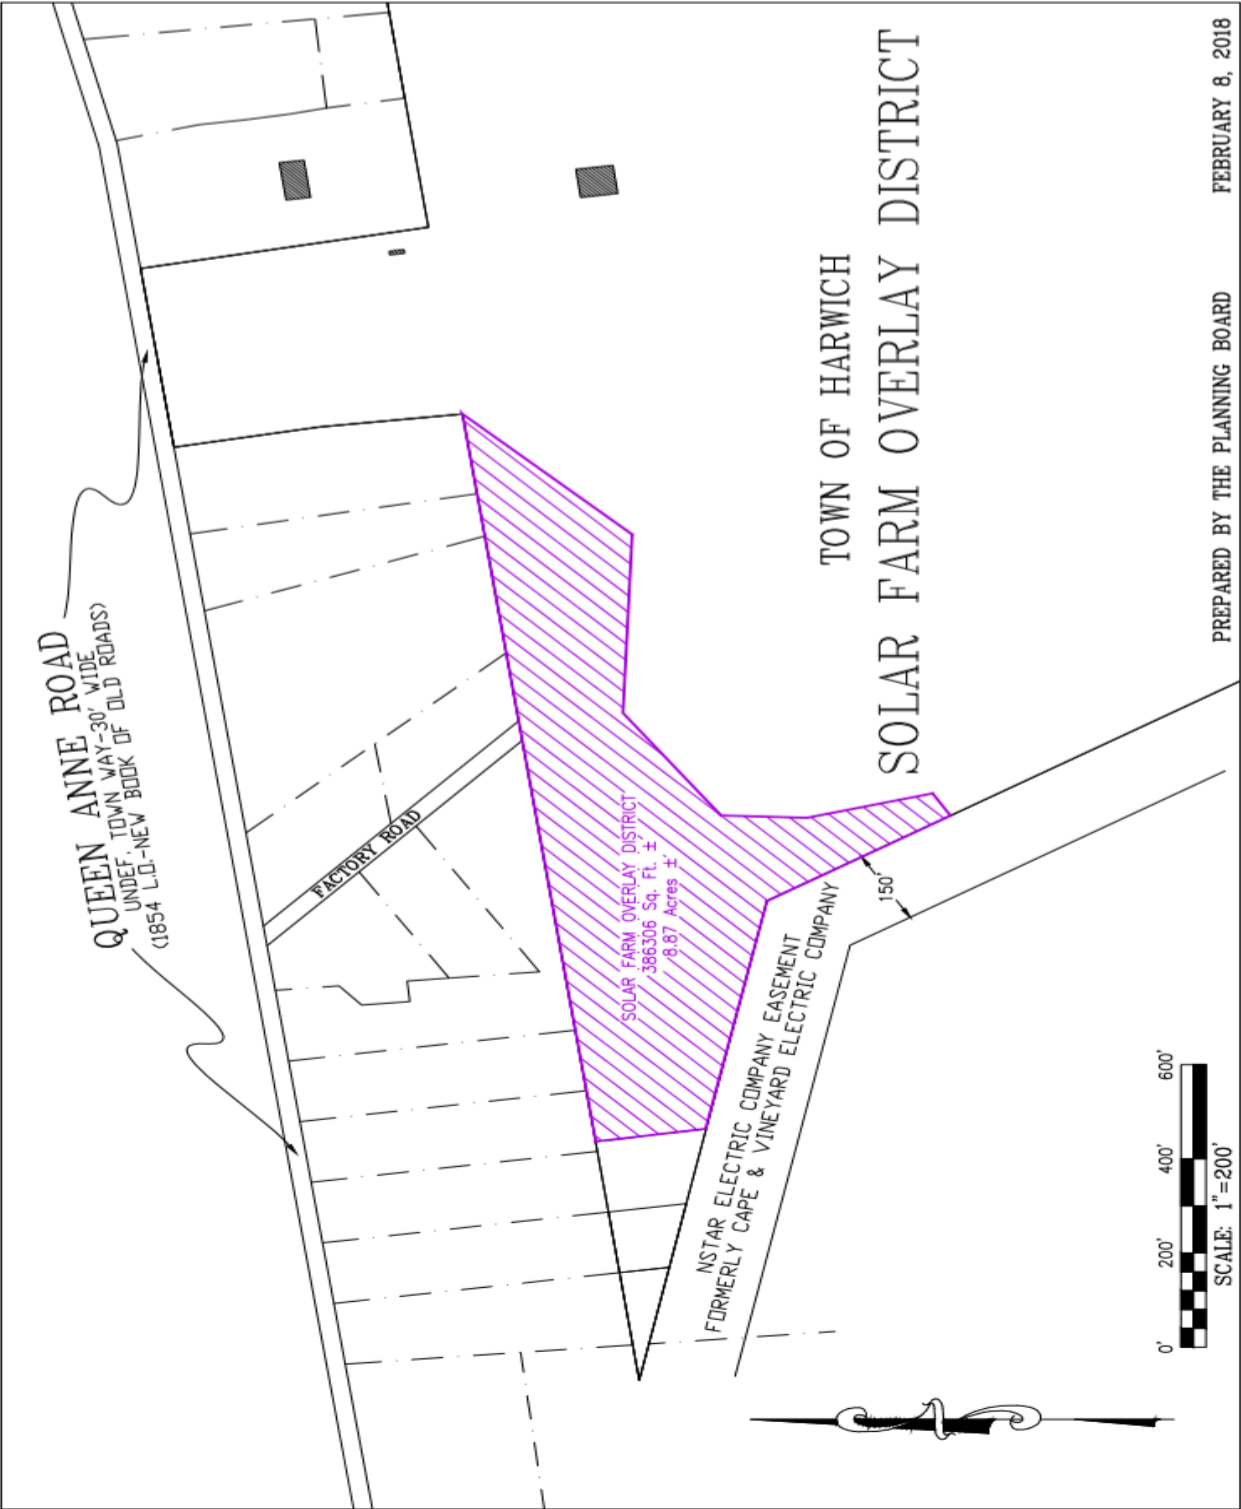 QUEEN ANNE ROAD
UNDEF. TOWN WAY-30' WIDE
(1854 L.O.-NEW BOOK OF OLD ROADS)
FACTORY ROAD
SOLAR FARM OVERLAY DISTRICT
386306 Sq. Ft. ±
8.87 Acres ±
150'
NSTAR ELECTRIC COMPANY EASEMENT
FORMERLY CAPE & VINEYARD ELECTRIC COMPANY
TOWN OF HARWICH
SOLAR FARM OVERLAY DISTRICT
0' 200' 400' 600'
SCALE: 1"=200'
PREPARED BY THE PLANNING BOARD FEBRUARY 8, 2018